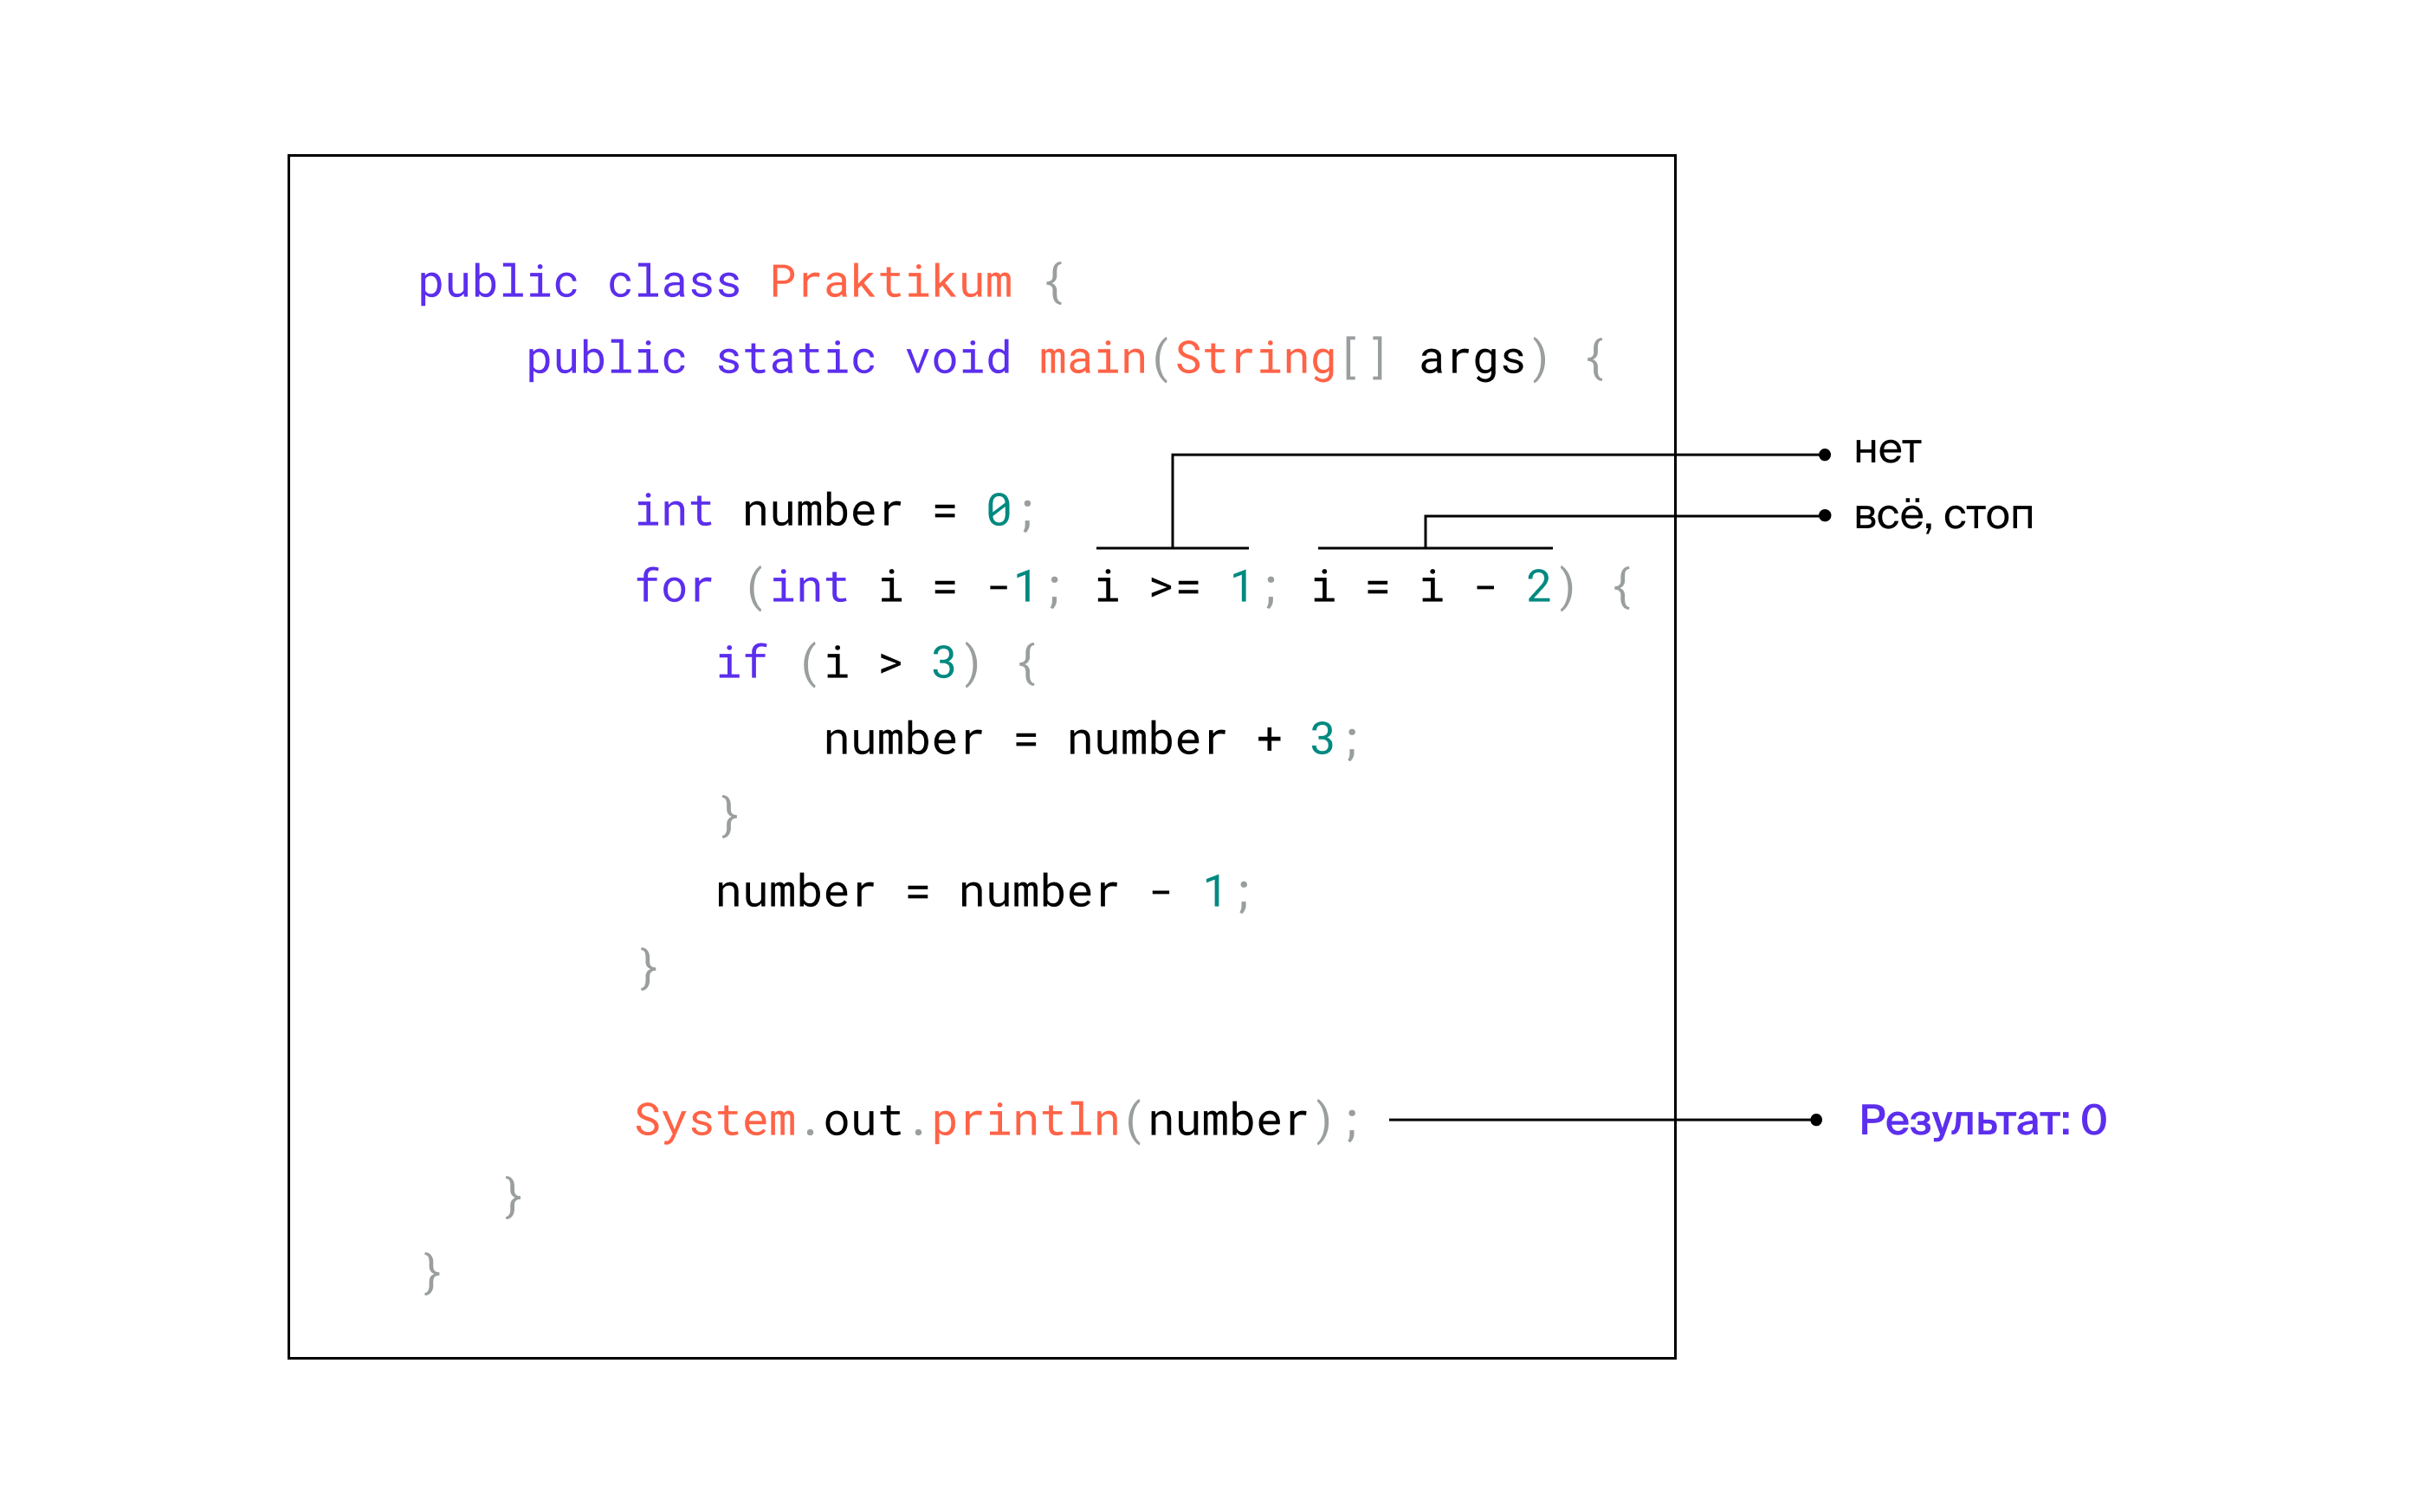 public class Praktikum {
public static void main(String[] args) {
нет
int number = 0;
всё, стоп
for (int i = -1; i >= 1; i = i - 2) {
if (i > 3) {
number = number + 3;
}
number = number - 1;
}
System.out.println(number);
Результат: 0
}
}